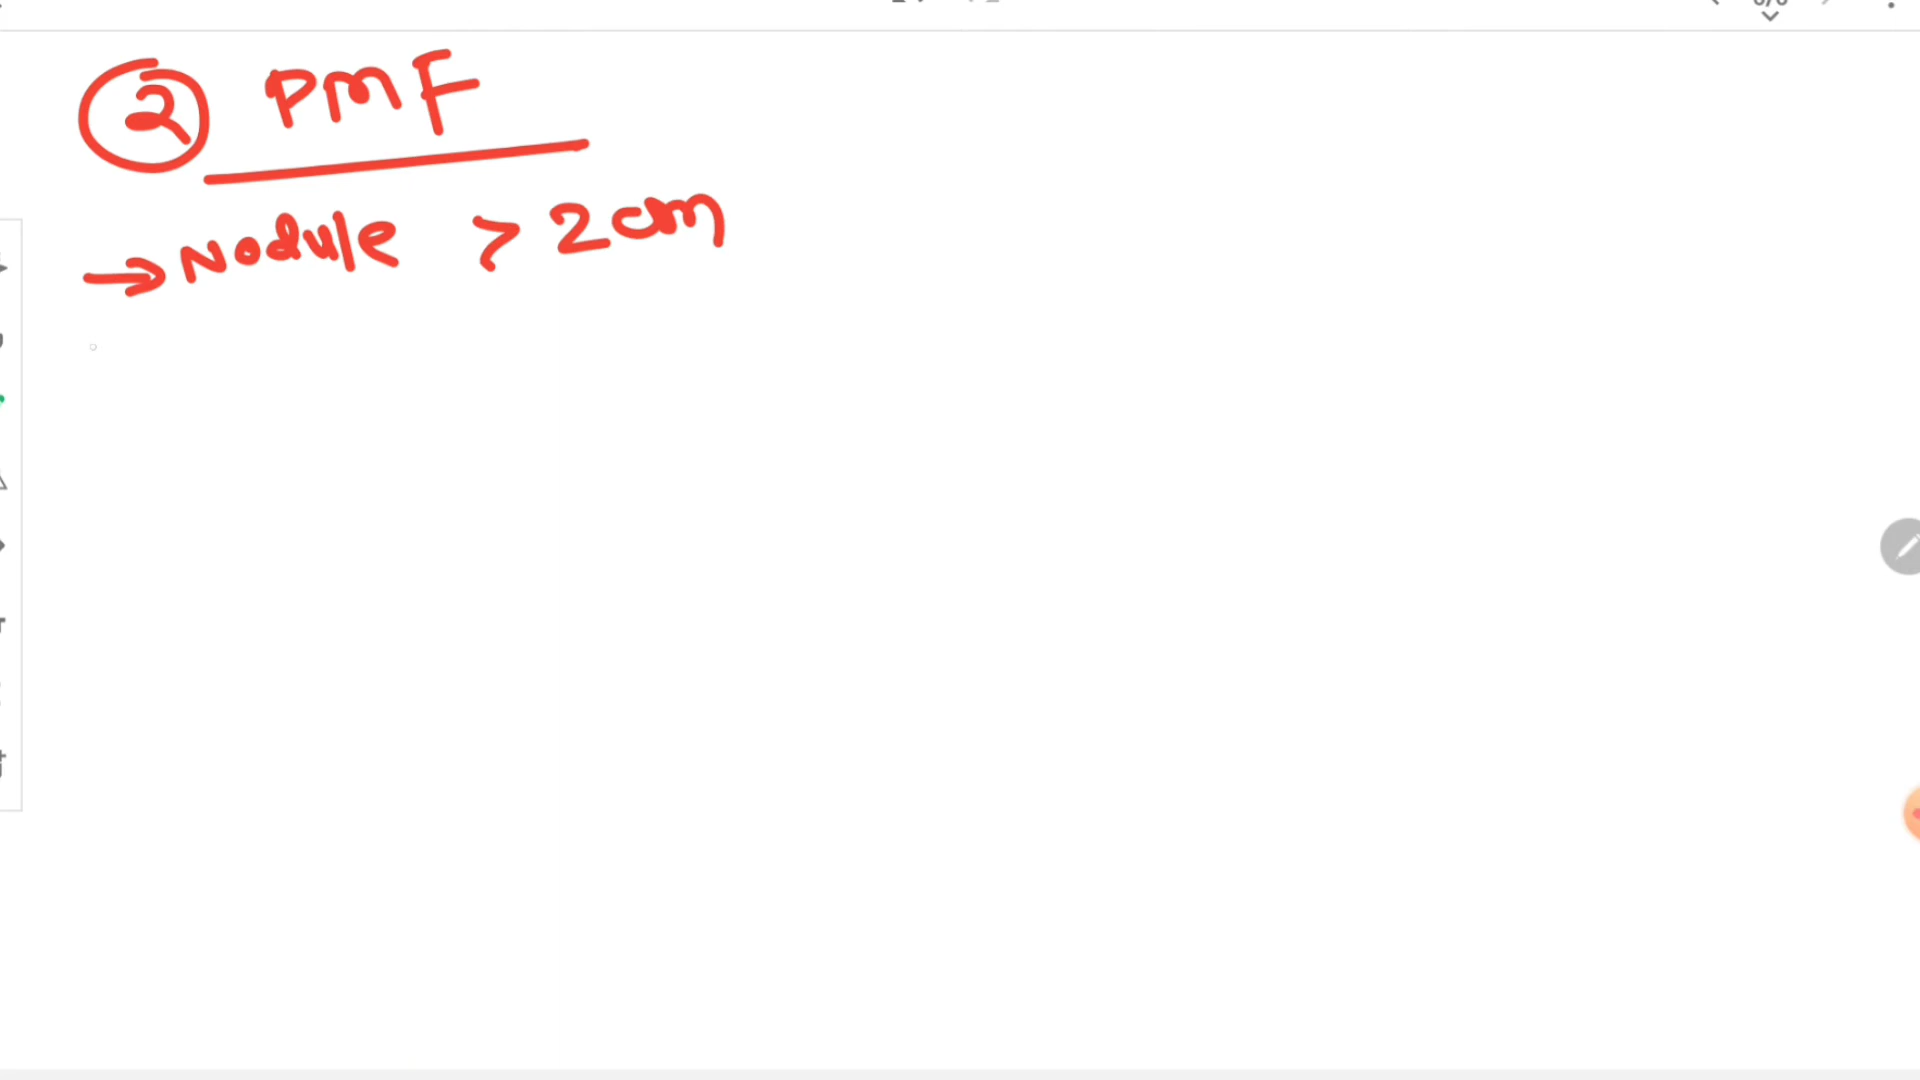 ② PMF
→ Nodule > 2cm